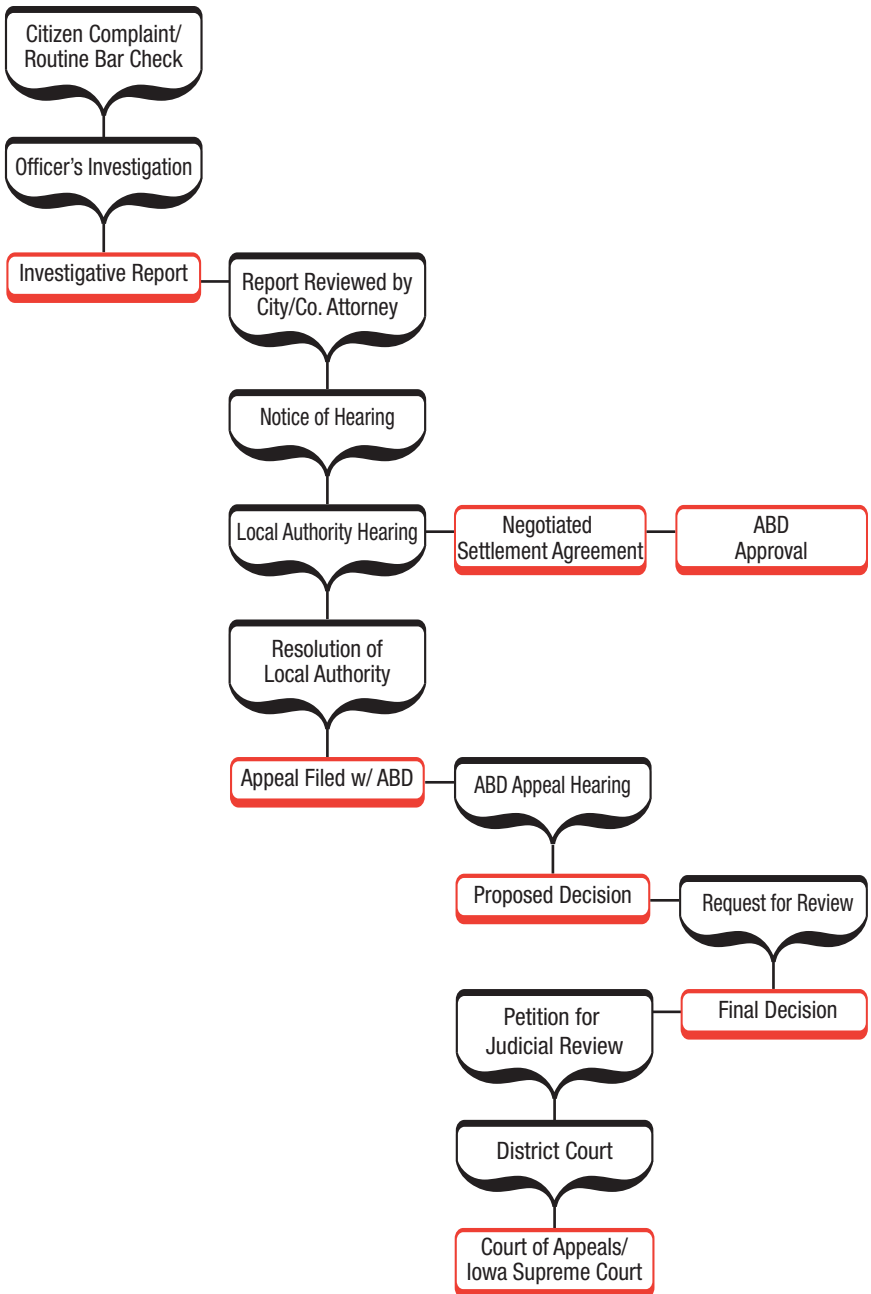 Citizen Complaint/
Routine Bar Check
Officer’s Investigation
Investigative Report
Report Reviewed by
City/Co. Attorney
Notice of Hearing
Local Authority Hearing
Negotiated
Settlement Agreement
ABD
Approval
Resolution of
Local Authority
Appeal Filed w/ ABD
ABD Appeal Hearing
Proposed Decision
Request for Review
Final Decision
Petition for
Judicial Review
District Court
Court of Appeals/
Iowa Supreme Court